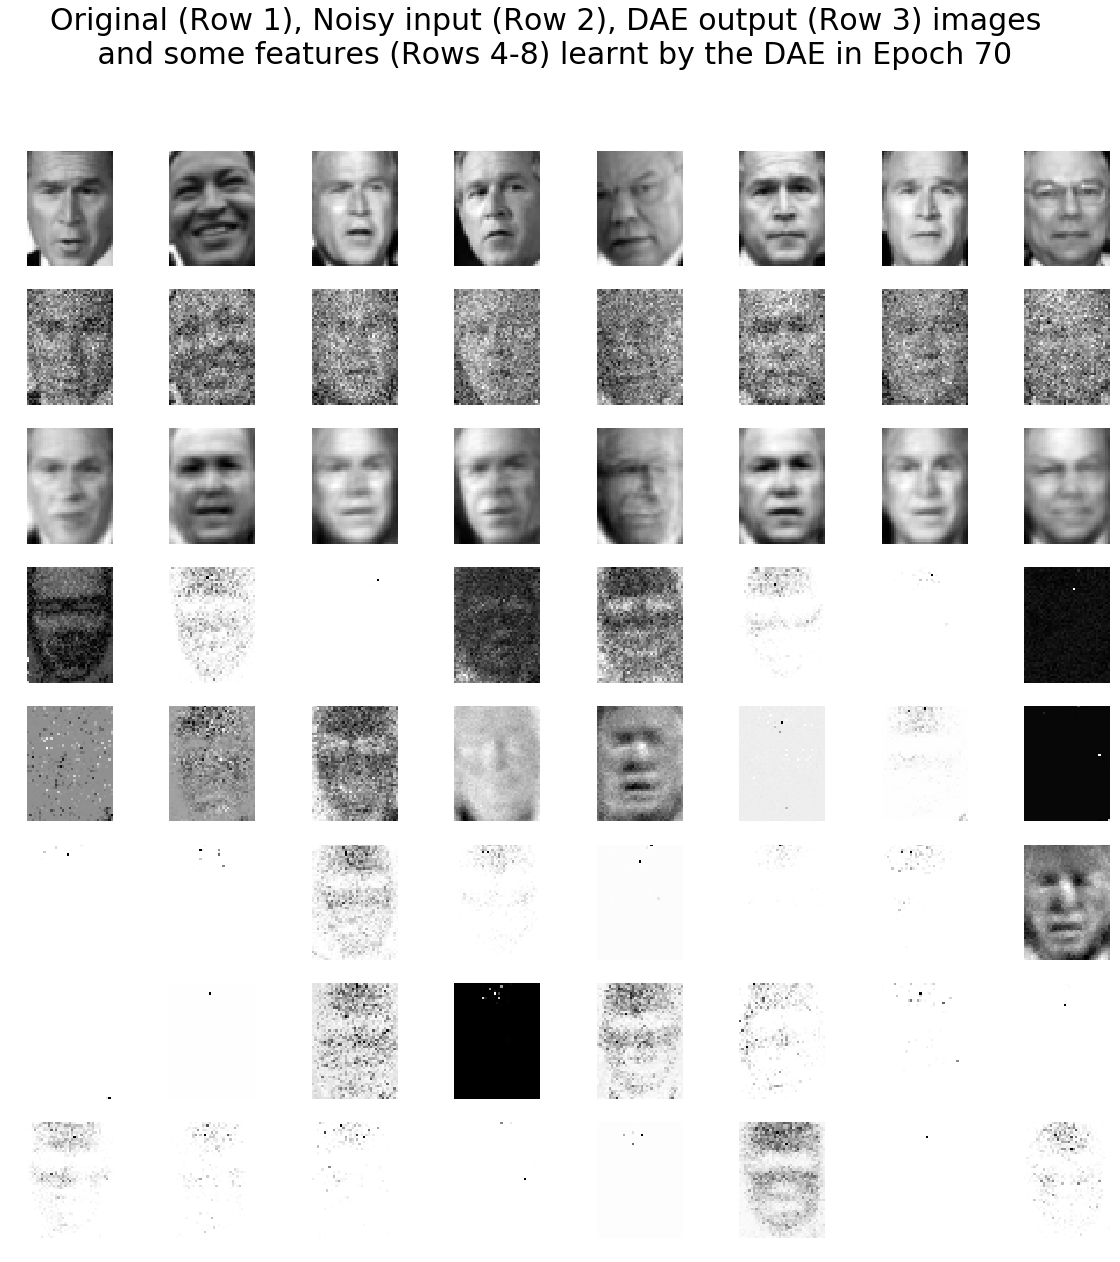 Original (Row 1), Noisy input (Row 2), DAE output (Row 3) images
and some features (Rows 4-8) learnt by the DAE in Epoch 70